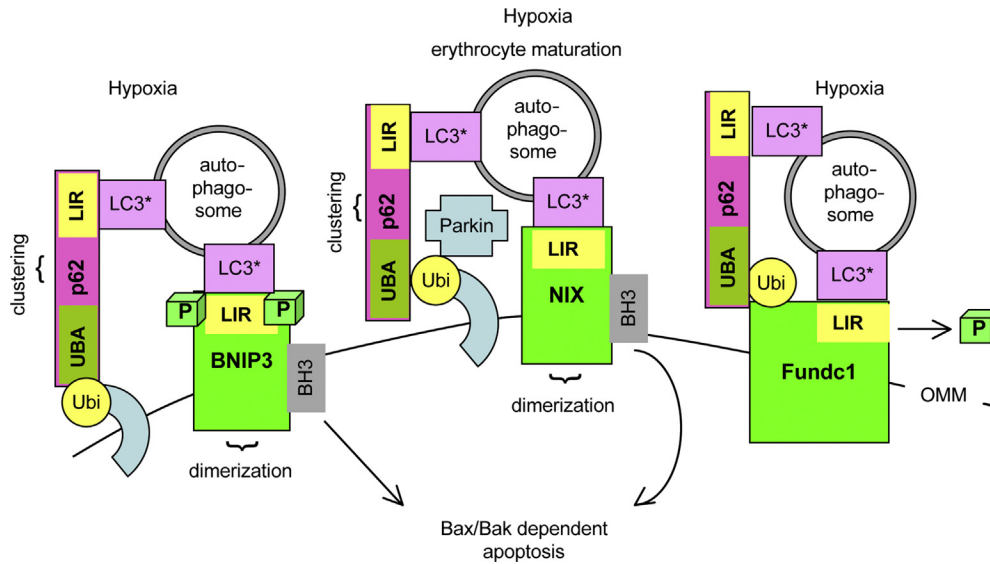 Hypoxia
erythrocyte maturation
Hypoxia
auto-
phago-
some
LC3*
LC3*
LIR
p62
UBA
clustering {
Ubi
P
P
LIR
BNIP3
BH3
dimerization
auto-
phago-
some
LC3*
LC3*
LIR
p62
UBA
clustering {
Parkin
Ubi
LIR
NIX
BH3
dimerization
Hypoxia
auto-
phago-
some
LC3*
LC3*
LIR
p62
UBA
Ubi
LIR
P
Fundc1
OMM
Bax/Bak dependent
apoptosis